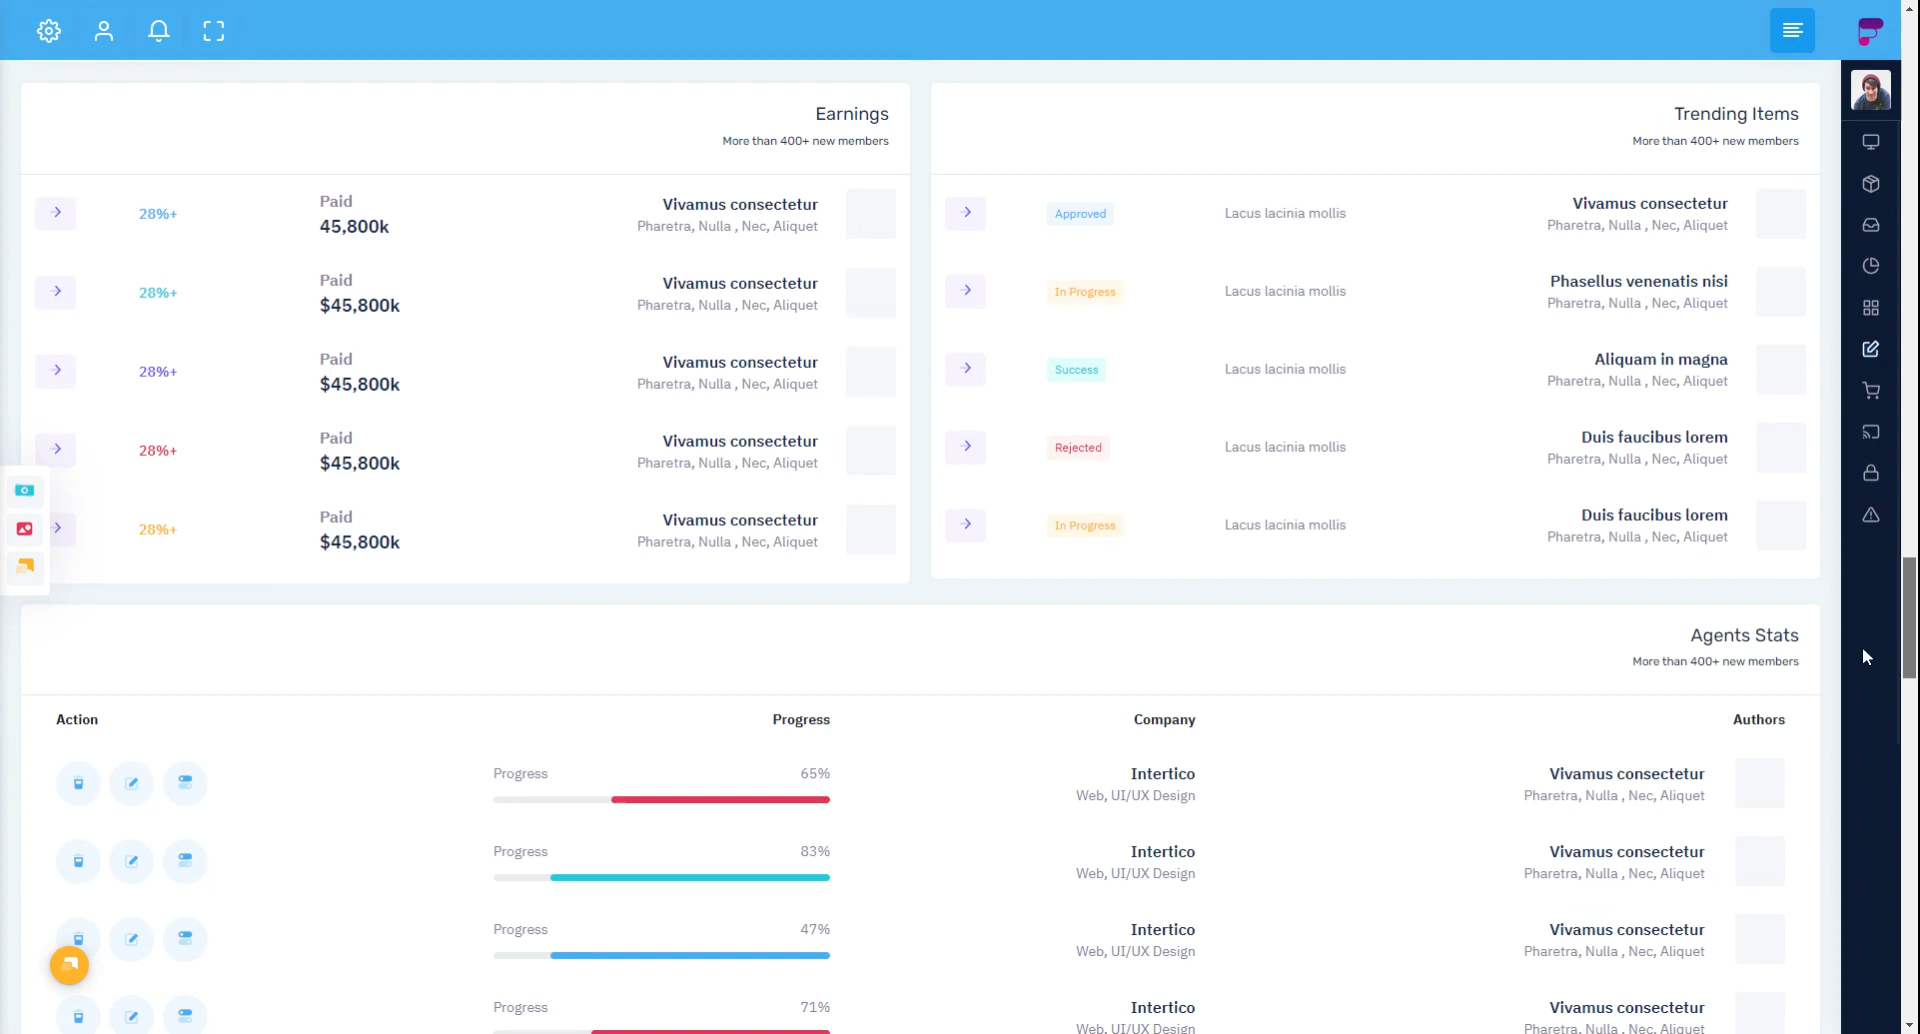 Earnings
More than 400+ new members
28%+
Paid
45,800k
Vivamus consectetur
Pharetra, Nulla , Nec, Aliquet
28%+
Paid
$45,800k
Vivamus consectetur
Pharetra, Nulla , Nec, Aliquet
28%+
Paid
$45,800k
Vivamus consectetur
Pharetra, Nulla , Nec, Aliquet
28%+
Paid
$45,800k
Vivamus consectetur
Pharetra, Nulla , Nec, Aliquet
28%+
Paid
$45,800k
Vivamus consectetur
Pharetra, Nulla , Nec, Aliquet
Trending Items
More than 400+ new members
Approved
Lacus lacinia mollis
Vivamus consectetur
Pharetra, Nulla , Nec, Aliquet
In Progress
Lacus lacinia mollis
Phasellus venenatis nisi
Pharetra, Nulla , Nec, Aliquet
Success
Lacus lacinia mollis
Aliquam in magna
Pharetra, Nulla , Nec, Aliquet
Rejected
Lacus lacinia mollis
Duis faucibus lorem
Pharetra, Nulla , Nec, Aliquet
In Progress
Lacus lacinia mollis
Duis faucibus lorem
Pharetra, Nulla , Nec, Aliquet
Agents Stats
More than 400+ new members
Action Progress Company Authors
Progress 65%
Intertico
Web, UI/UX Design
Vivamus consectetur
Pharetra, Nulla , Nec, Aliquet
Progress 83%
Intertico
Web, UI/UX Design
Vivamus consectetur
Pharetra, Nulla , Nec, Aliquet
Progress 47%
Intertico
Web, UI/UX Design
Vivamus consectetur
Pharetra, Nulla , Nec, Aliquet
Progress 71%
Intertico
Web, UI/UX Design
Vivamus consectetur
Pharetra, Nulla , Nec, Aliquet